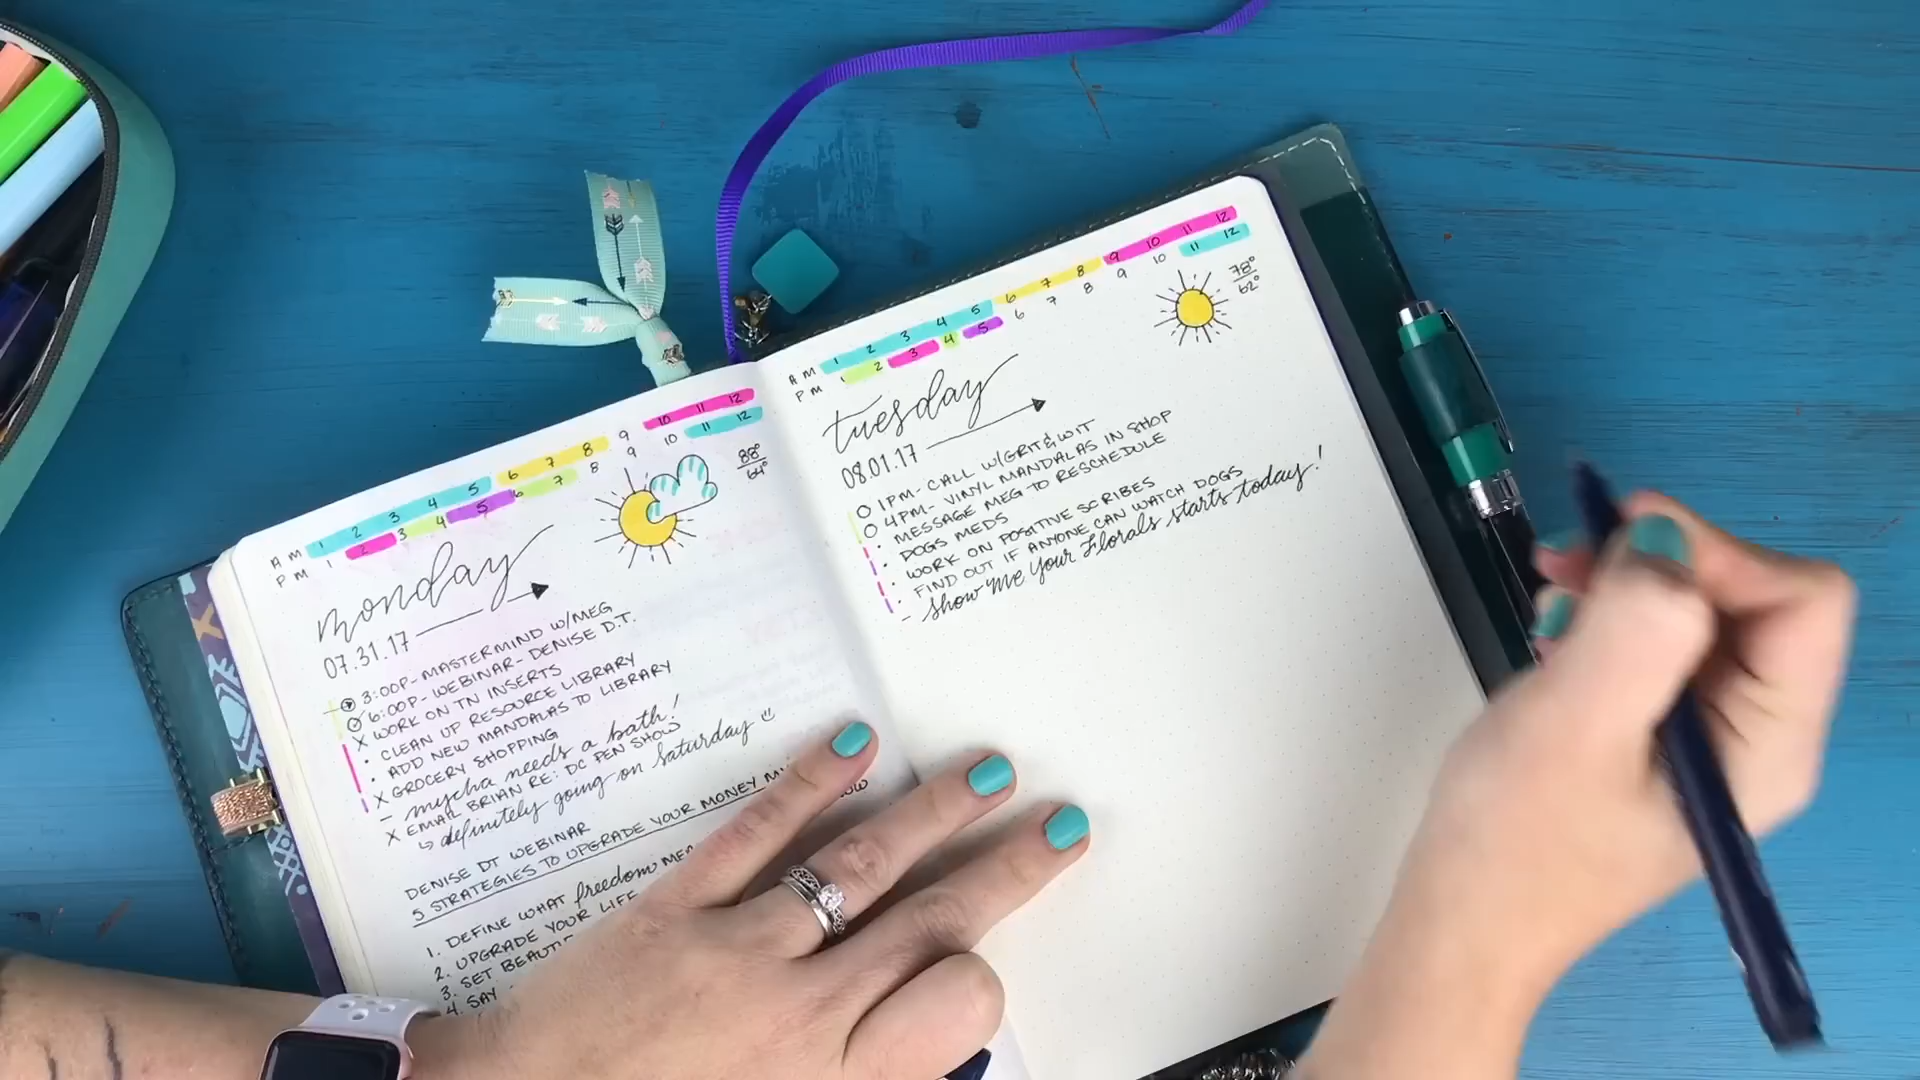 AM 1 2 3 4 5 6 7 8 9 10 11 12
PM 1 2 3 4 5 6 7 8 9 10 11 12
88°
64°
monday
07.31.17
3:00P- MASTERMIND W/MEG
6:00P- WEBINAR- DENISE D.T.
X WORK ON TN INSERTS
· CLEAN UP RESOURCE LIBRARY
· ADD NEW MANDALAS TO LIBRARY
X GROCERY SHOPPING
- mycha needs a bath!
X EMAIL BRIAN RE: DC PEN SHOW
↳ definitely going on Saturday
DENISE DT WEBINAR
5 STRATEGIES TO UPGRADE YOUR MONEY
1. DEFINE WHAT freedom
2. UPGRADE YOUR LIFE
3. SET
4. SAY
AM 1 2 3 4 5 6 7 8 9 10 11 12
PM 1 2 3 4 5 6 7 8 9 10 11 12
78°
62°
tuesday
08.01.17
O 1PM- CALL W/GRIT&WIT
O 4PM- VINYL MANDALAS IN SHOP
· MESSAGE MEG TO RESCHEDULE
· DOGS MEDS
· WORK ON POSITIVE SCRIBES
· FIND OUT IF ANYONE CAN WATCH DOGS
- Show Me Your Florals starts today!